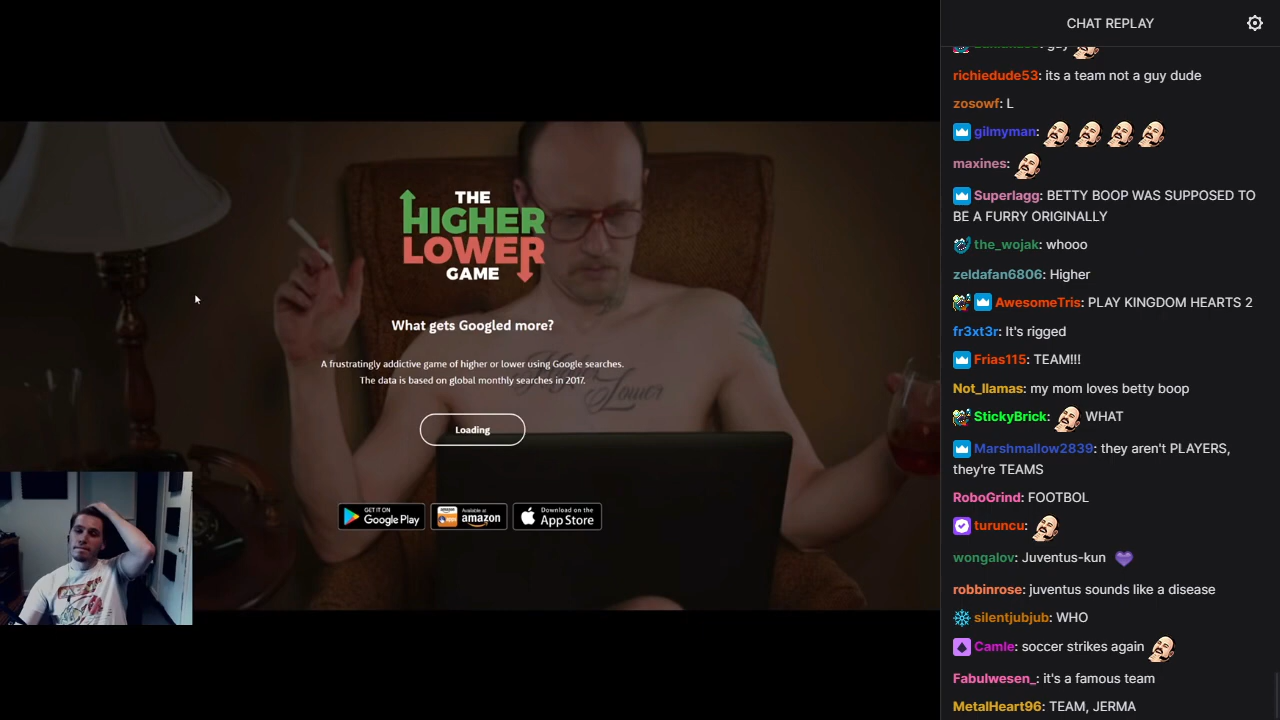 THE
HIGHER
LOWER
GAME
What gets Googled more?
A frustratingly addictive game of higher or lower using Google searches.
The data is based on global monthly searches in 2017.
Loading
GET IT ON
Google Play
Available at
amazon
Download on the
App Store
Lower
CHAT REPLAY
richiedude53: its a team not a guy dude
zosowf: L
gilmyman:
maxines:
Superlagg: BETTY BOOP WAS SUPPOSED TO
BE A FURRY ORIGINALLY
the_wojak: whooo
zeldafan6806: Higher
AwesomeTris: PLAY KINGDOM HEARTS 2
fr3xt3r: It's rigged
Frias115: TEAM!!!
Not_llamas: my mom loves betty boop
StickyBrick: WHAT
Marshmallow2839: they aren't PLAYERS,
they're TEAMS
RoboGrind: FOOTBOL
turuncu:
wongalov: Juventus-kun
robbinrose: juventus sounds like a disease
silentjubjub: WHO
Camle: soccer strikes again
Fabulwesen_: it's a famous team
MetalHeart96: TEAM, JERMA